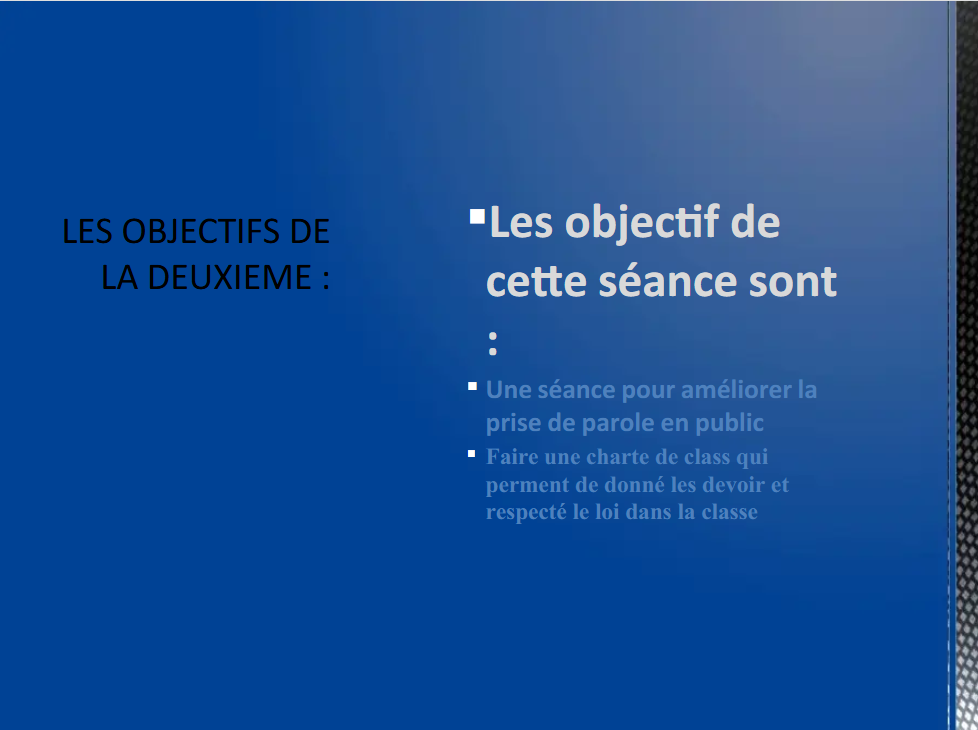 LES OBJECTIFS DE
LA DEUXIEME :
Les objectif de
cette séance sont
:
Une séance pour améliorer la
prise de parole en public
Faire une charte de class qui
perment de donné les devoir et
respecté le loi dans la classe